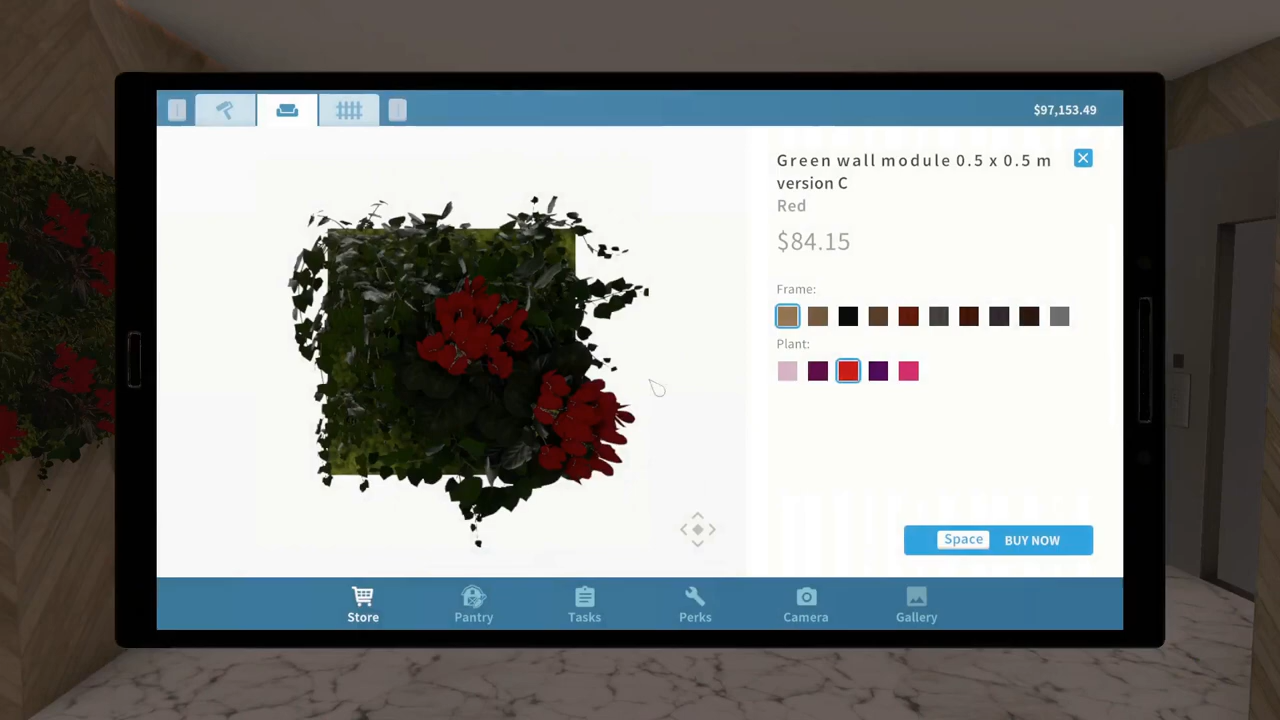 $97,153.49
Green wall module 0.5 x 0.5 m
version C
Red
$84.15
Frame:
Plant:
Space BUY NOW
Store
Pantry
Tasks
Perks
Camera
Gallery